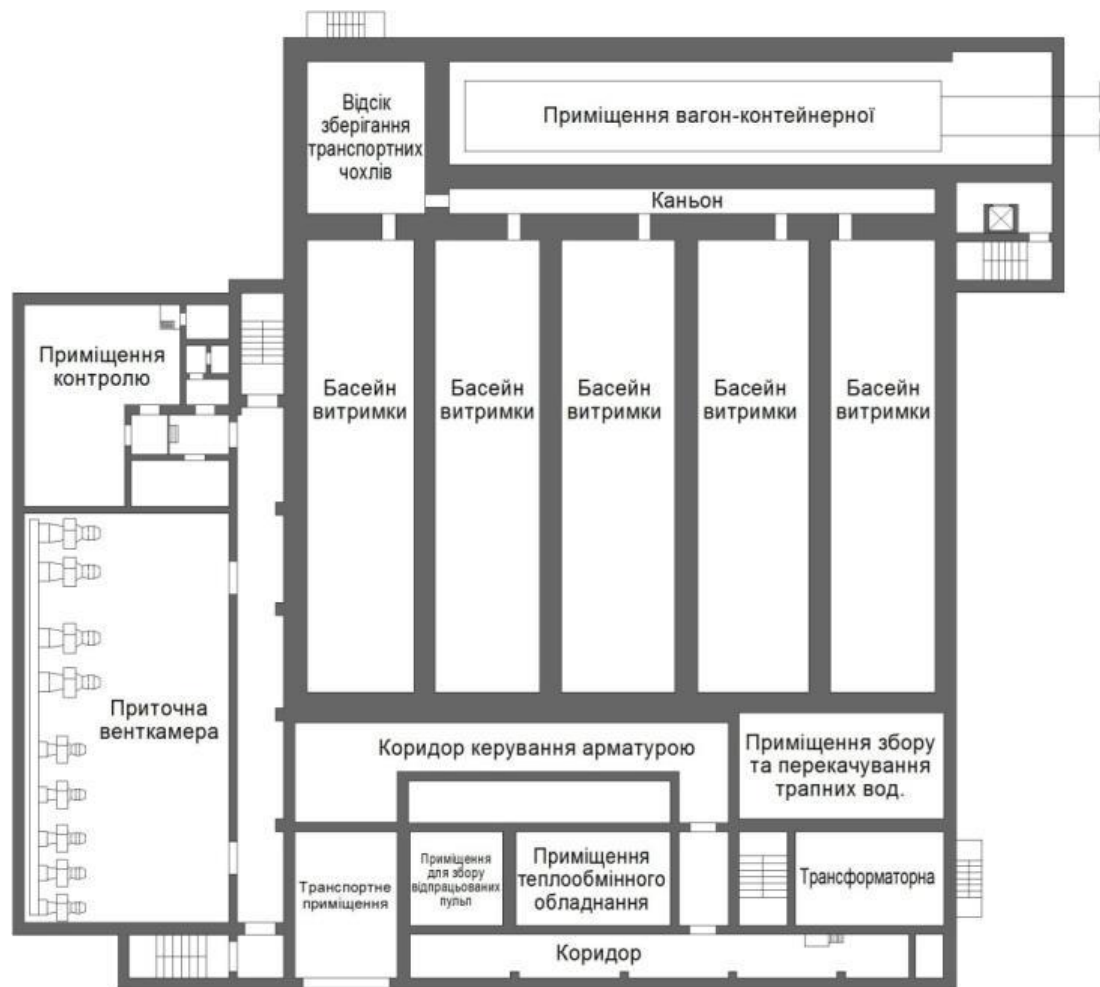 Відсік
зберігання
транспортних
чохлів
Приміщення вагон-контейнерної
Каньон
Приміщення
контролю
Басейн
витримки
Басейн
витримки
Басейн
витримки
Басейн
витримки
Басейн
витримки
Приточна
венткамера
Коридор керування арматурою
Приміщення збору
та перекачування
трапних вод.
Транспортне
приміщення
Приміщення
для збору
відпрацьованих
пульп
Приміщення
теплообмінного
обладнання
Трансформаторна
Коридор